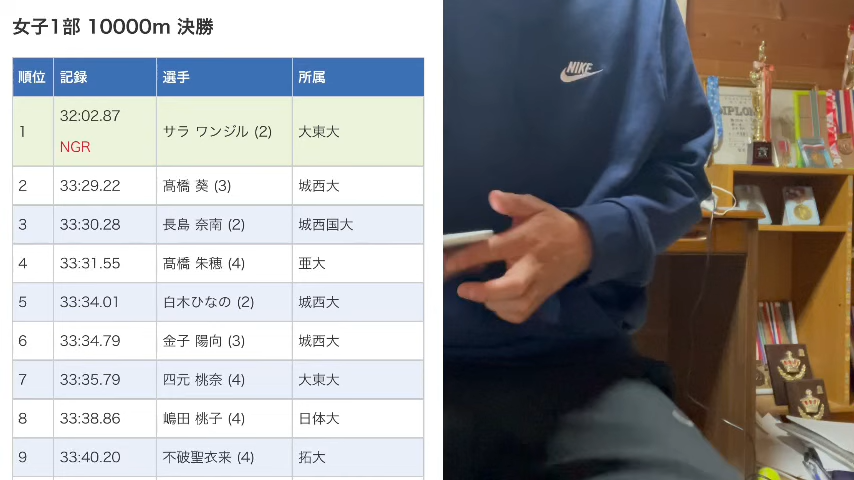 女子1部 10000m 決勝
順位 記録 選手 所属
1 32:02.87 NGR サラ ワンジル (2) 大東大
2 33:29.22 髙橋 葵 (3) 城西大
3 33:30.28 長島 奈南 (2) 城西国大
4 33:31.55 髙橋 朱穂 (4) 亜大
5 33:34.01 白木ひなの (2) 城西大
6 33:34.79 金子 陽向 (3) 城西大
7 33:35.79 四元 桃奈 (4) 大東大
8 33:38.86 嶋田 桃子 (4) 日体大
9 33:40.20 不破聖衣来 (4) 拓大
NIKE